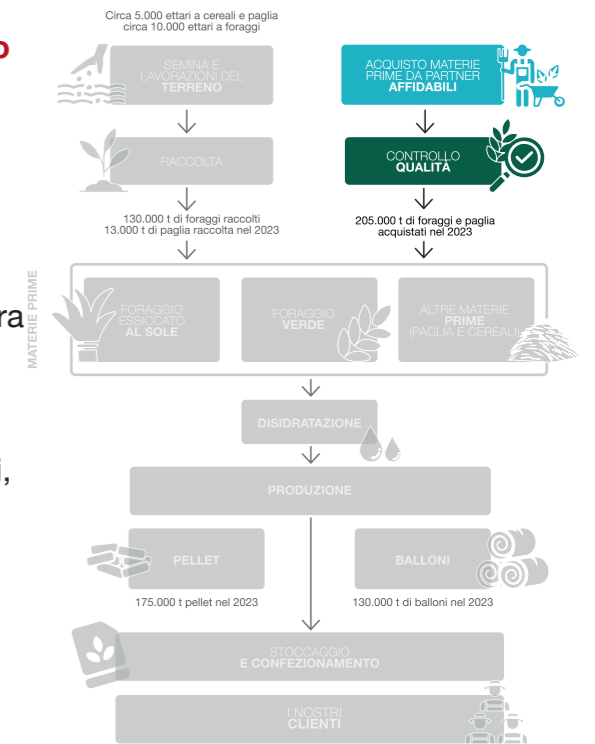 Circa 5.000 ettari a cereali e paglia
circa 10.000 ettari a foraggi
o
SEMINA E
LAVORAZIONI DEL
TERRENO
ACQUISTO MATERIE
PRIME DA PARTNER
AFFIDABILI
RACCOLTA
CONTROLLO
QUALITÀ
130.000 t di foraggi raccolti
13.000 t di paglia raccolta nel 2023
205.000 t di foraggi e paglia
acquistati nel 2023
ra
MATERIE PRIME
FORAGGIO
ESSICCATO
AL SOLE
FORAGGIO
VERDE
ALTRE MATERIE
PRIME
(PAGLIA E CEREALI)
DISIDRATAZIONE
i,
PRODUZIONE
PELLET
BALLONI
175.000 t pellet nel 2023
130.000 t di balloni nel 2023
STOCCAGGIO
E CONFEZIONAMENTO
I NOSTRI
CLIENTI